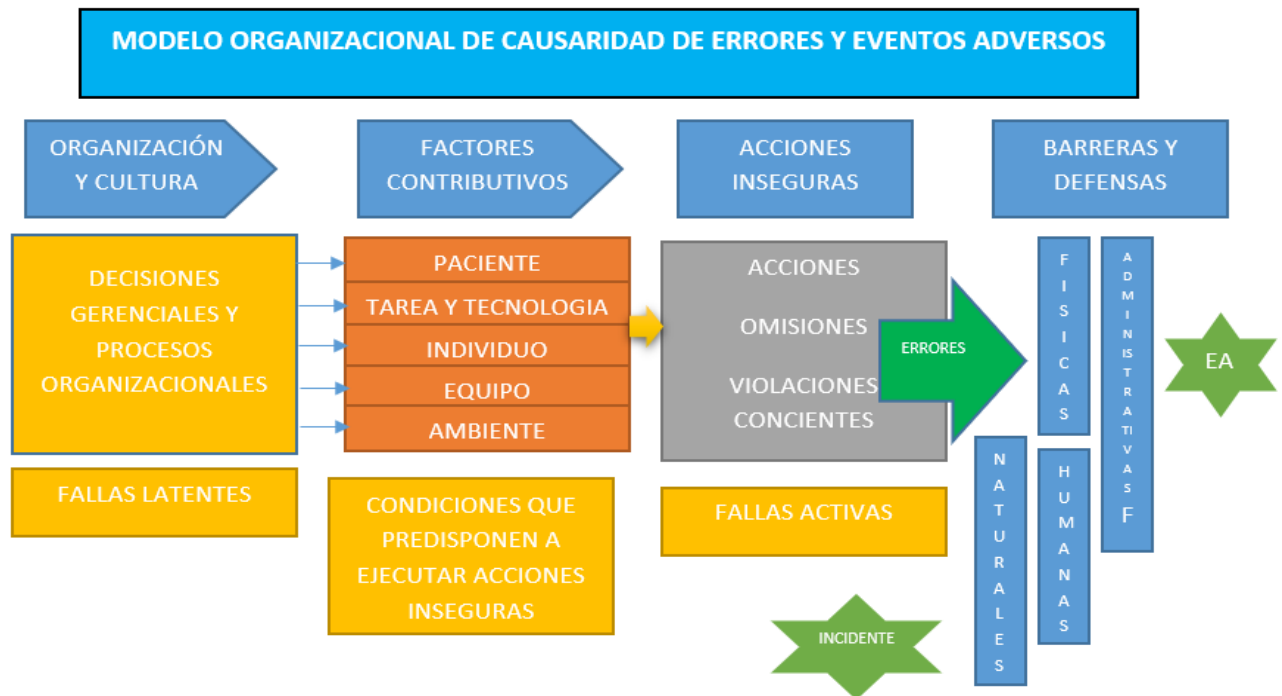 MODELO ORGANIZACIONAL DE CAUSARIDAD DE ERRORES Y EVENTOS ADVERSOS
ORGANIZACIÓN
Y CULTURA
FACTORES
CONTRIBUTIVOS
ACCIONES
INSEGURAS
BARRERAS Y
DEFENSAS
DECISIONES
GERENCIALES Y
PROCESOS
ORGANIZACIONALES
PACIENTE
TAREA Y TECNOLOGIA
INDIVIDUO
EQUIPO
AMBIENTE
ACCIONES
OMISIONES
VIOLACIONES
CONCIENTES
ERRORES
FISICAS
ADMINISTRATIVAS F
EA
NATURALES
HUMANAS
FALLAS LATENTES
CONDICIONES QUE
PREDISPONEN A
EJECUTAR ACCIONES
INSEGURAS
FALLAS ACTIVAS
INCIDENTE